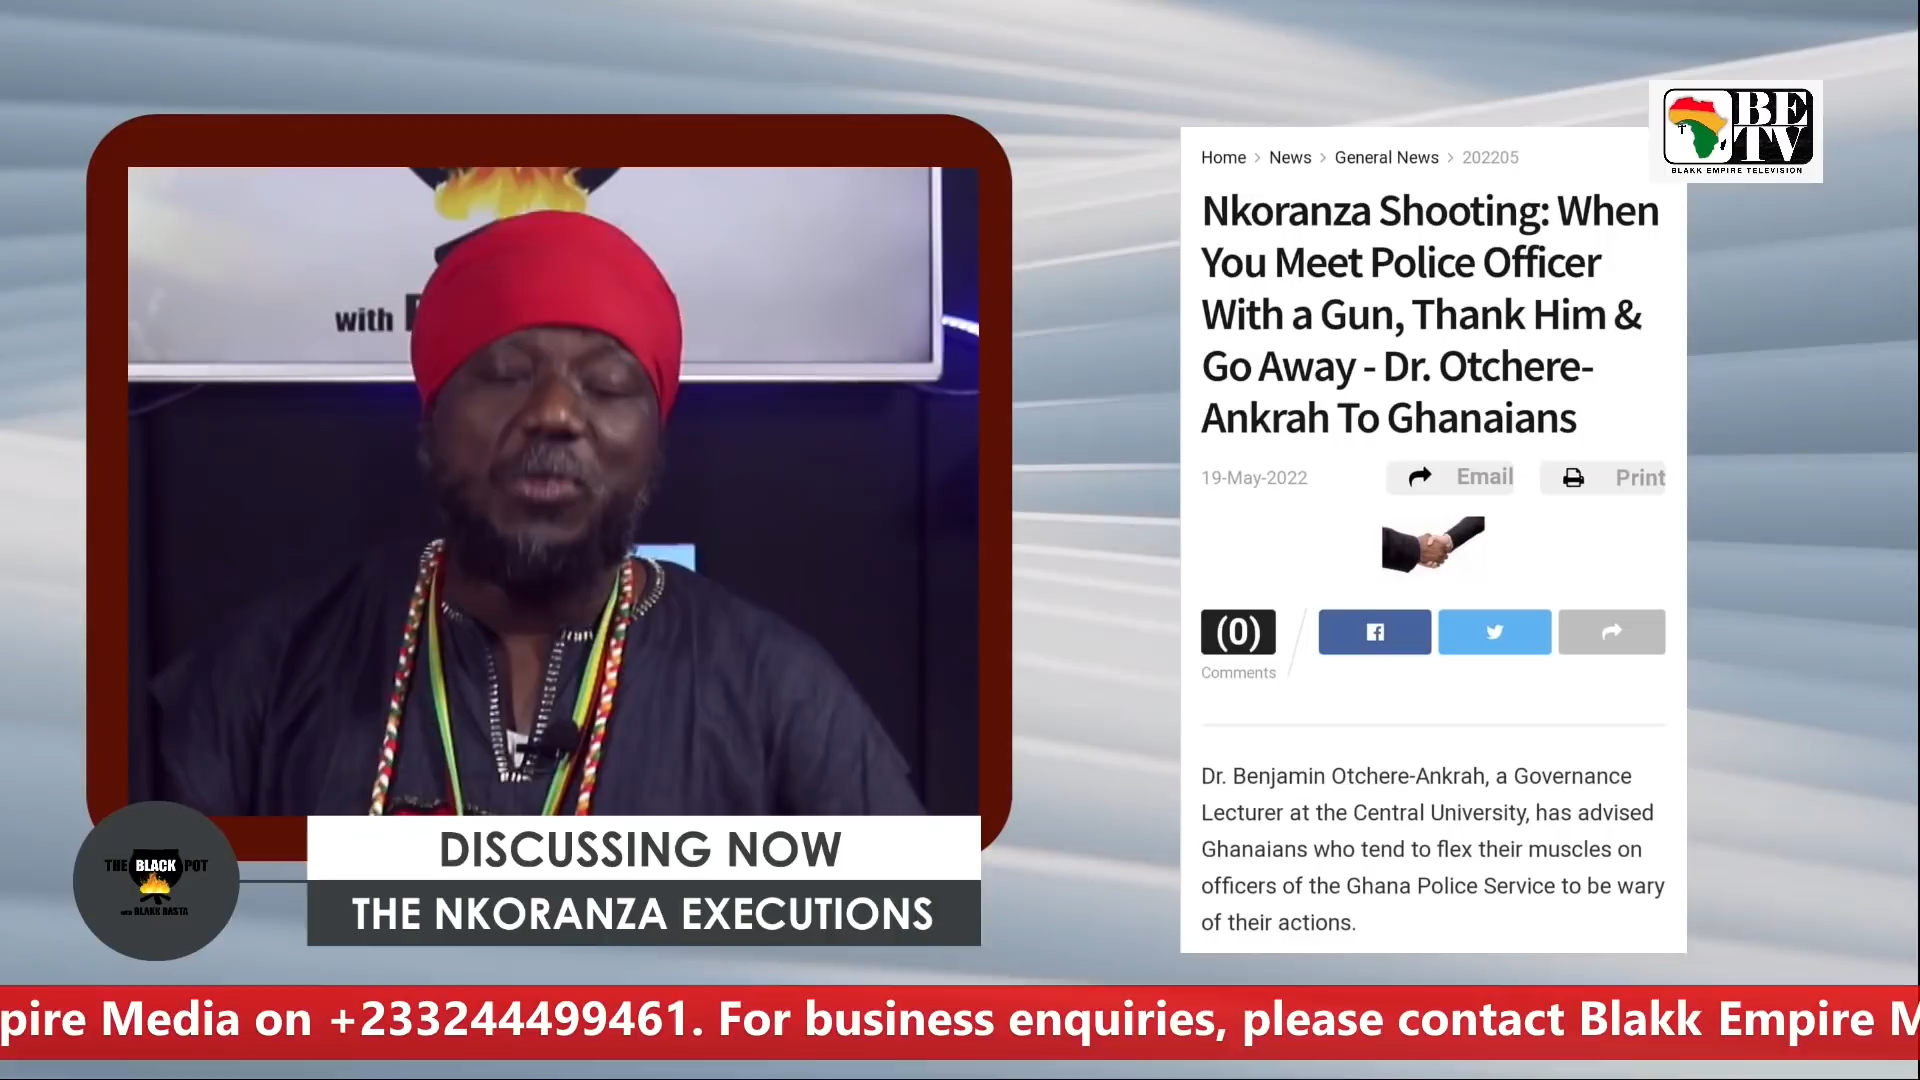 BE
TV
BLAKK EMPIRE TELEVISION
with
Home > News > General News > 202205
Nkoranza Shooting: When
You Meet Police Officer
With a Gun, Thank Him &
Go Away - Dr. Otchere-
Ankrah To Ghanaians
19-May-2022
Email
Print
(0)
Comments
Dr. Benjamin Otchere-Ankrah, a Governance
Lecturer at the Central University, has advised
Ghanaians who tend to flex their muscles on
officers of the Ghana Police Service to be wary
of their actions.
THE BLACK POT
with BLAKK RASTA
DISCUSSING NOW
THE NKORANZA EXECUTIONS
pire Media on +233244499461. For business enquiries, please contact Blakk Empire M